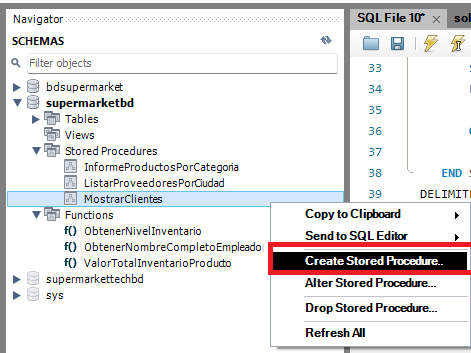 Navigator
SCHEMAS
Filter objects
bdsupermarket
supermarketbd
Tables
Views
Stored Procedures
InformeProductosPorCategoria
ListarProveedoresPorCiudad
MostrarClientes
Functions
f() ObtenerNivelInventario
f() ObtenerNombreCompletoEmpleado
f() ValorTotalInventarioProducto
supermarkettechbd
sys
SQL File 10* × sol
33 S
34
35
36
37
38 END S
39 DELIMITE
Copy to Clipboard
Send to SQL Editor
Create Stored Procedure..
Alter Stored Procedure...
Drop Stored Procedure...
Refresh All